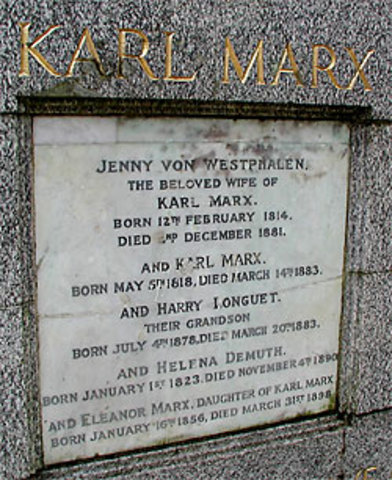 KARL MARX
JENNY VON WESTPHALEN,
THE BELOVED WIFE OF
KARL MARX.
BORN 12TH FEBRUARY 1814.
DIED 2ND DECEMBER 1881.
AND KARL MARX.
BORN MAY 5TH 1818, DIED MARCH 14TH 1883.
AND HARRY LONGUET.
THEIR GRANDSON
BORN JULY 4TH 1878, DIED MARCH 20TH 1883.
AND HELENA DEMUTH.
BORN JANUARY 1ST 1823, DIED NOVEMBER 4TH 1890
AND ELEANOR MARX, DAUGHTER OF KARL MARX
BORN JANUARY 16TH 1856, DIED MARCH 31ST 1898